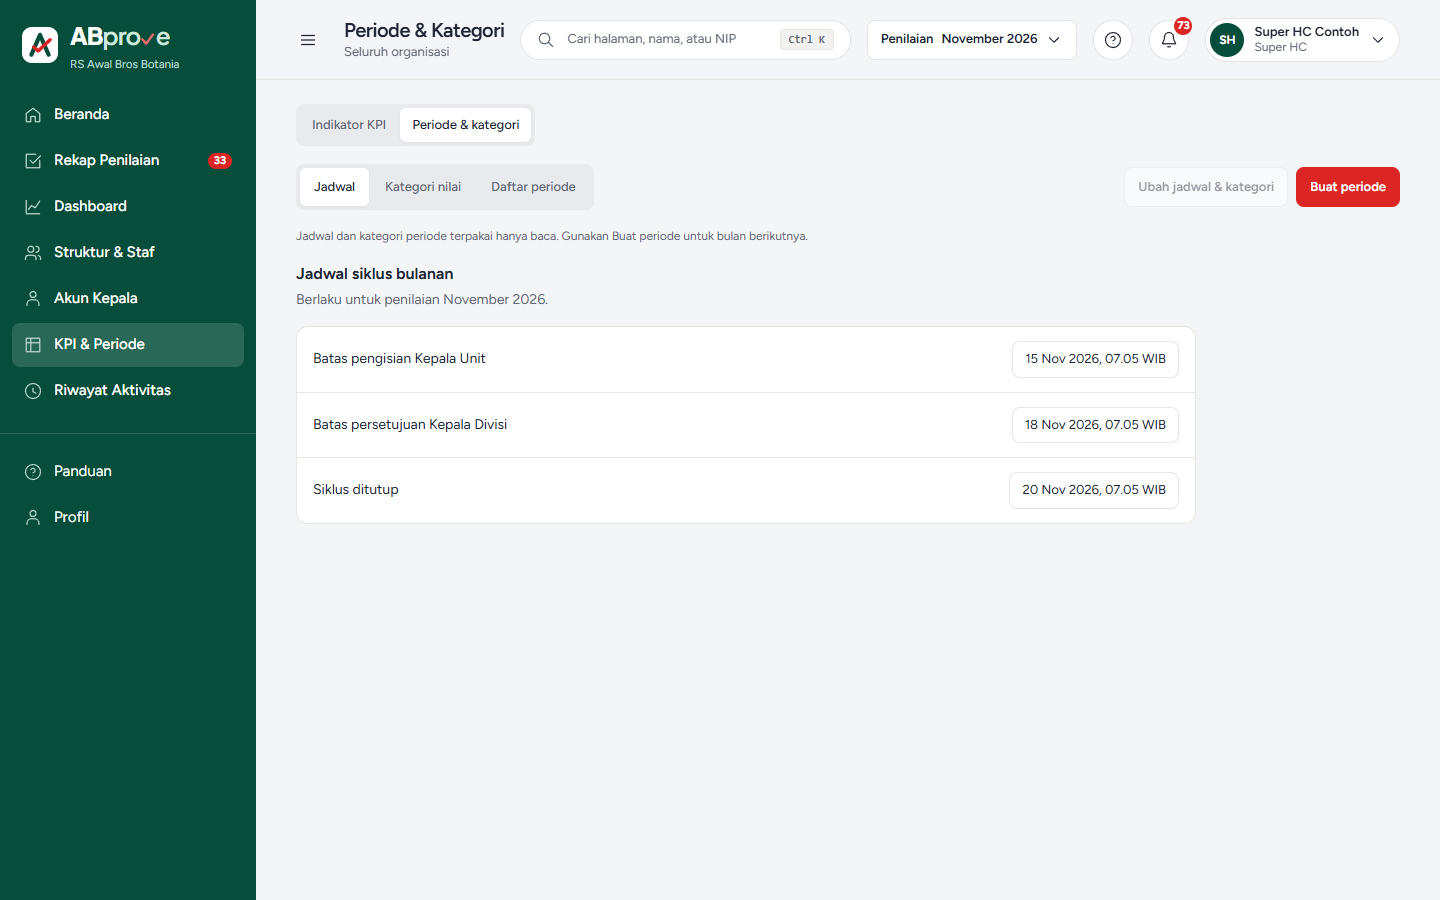 ABprove
RS Awal Bros Botania
Beranda
Rekap Penilaian 33
Dashboard
Struktur & Staf
Akun Kepala
KPI & Periode
Riwayat Aktivitas
Panduan
Profil
Periode & Kategori
Seluruh organisasi
Cari halaman, nama, atau NIP Ctrl K
Penilaian November 2026
73
SH
Super HC Contoh
Super HC
Indikator KPI Periode & kategori
Jadwal Kategori nilai Daftar periode
Ubah jadwal & kategori Buat periode
Jadwal dan kategori periode terpakai hanya baca. Gunakan Buat periode untuk bulan berikutnya.
Jadwal siklus bulanan
Berlaku untuk penilaian November 2026.
Batas pengisian Kepala Unit 15 Nov 2026, 07.05 WIB
Batas persetujuan Kepala Divisi 18 Nov 2026, 07.05 WIB
Siklus ditutup 20 Nov 2026, 07.05 WIB